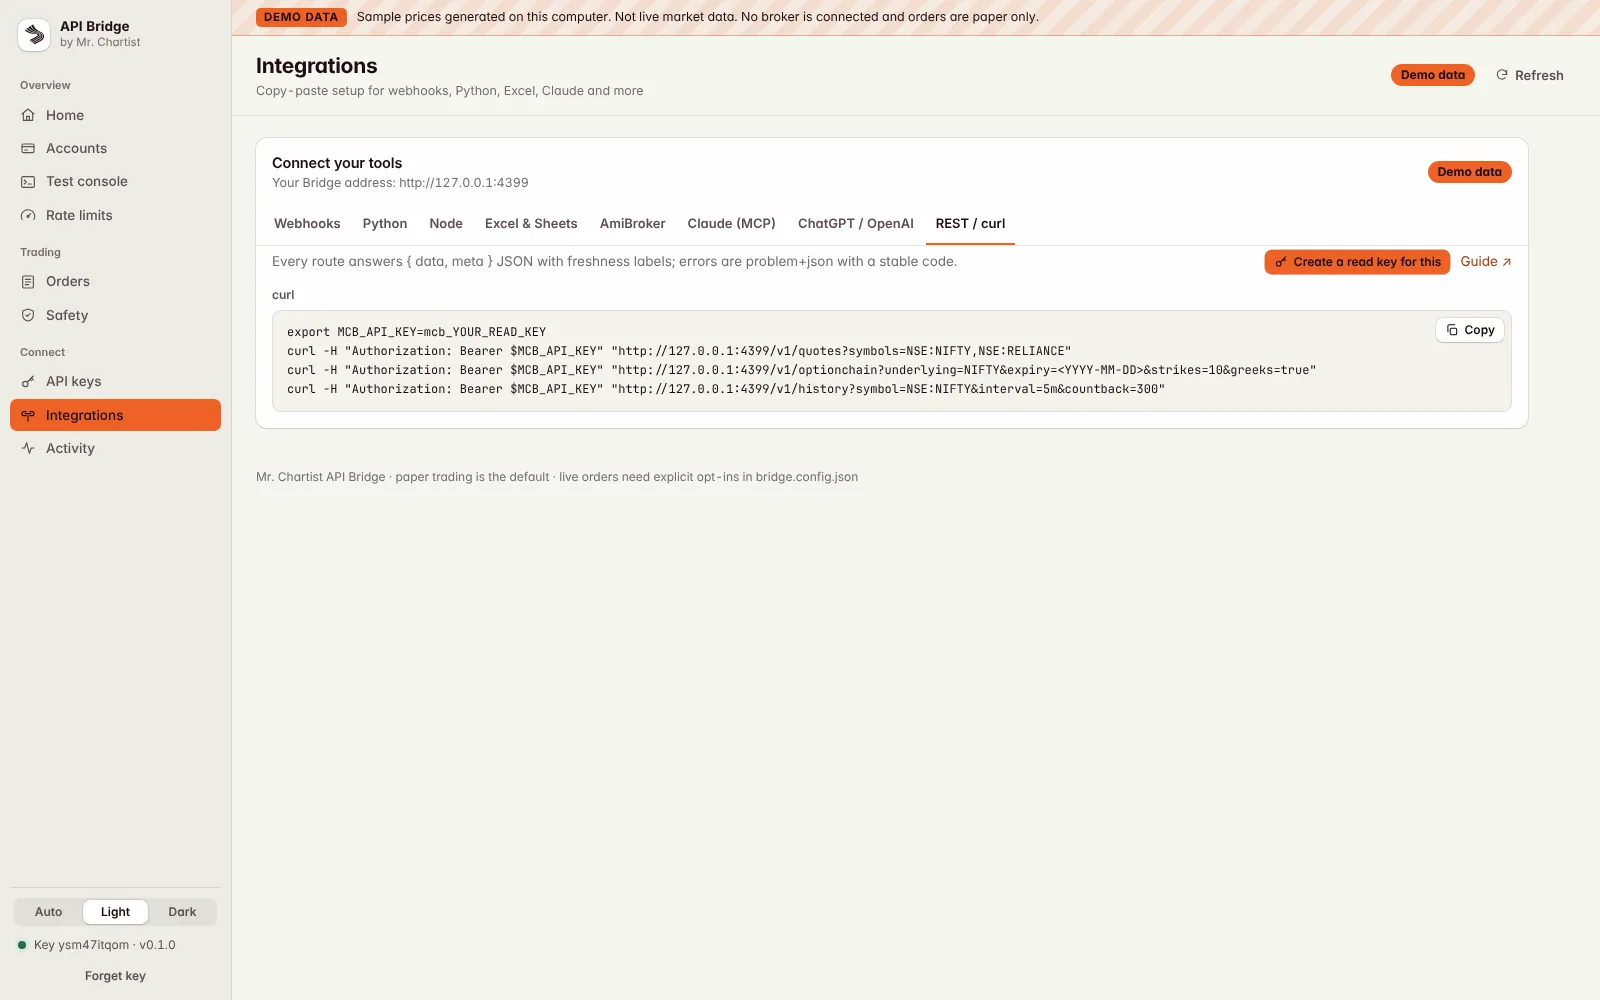 API Bridge
by Mr. Chartist
Overview
Home
Accounts
Test console
Rate limits
Trading
Orders
Safety
Connect
API keys
Integrations
Activity
Auto
Light
Dark
Key ysm47itqom · v0.1.0
Forget key
DEMO DATA Sample prices generated on this computer. Not live market data. No broker is connected and orders are paper only.
Integrations
Copy-paste setup for webhooks, Python, Excel, Claude and more
Demo data
Refresh
Connect your tools
Your Bridge address: http://127.0.0.1:4399
Demo data
Webhooks Python Node Excel & Sheets AmiBroker Claude (MCP) ChatGPT / OpenAI REST / curl
Every route answers { data, meta } JSON with freshness labels; errors are problem+json with a stable code.
Create a read key for this
Guide ↗
curl
Copy
export MCB_API_KEY=mcb_YOUR_READ_KEY
curl -H "Authorization: Bearer $MCB_API_KEY" "http://127.0.0.1:4399/v1/quotes?symbols=NSE:NIFTY,NSE:RELIANCE"
curl -H "Authorization: Bearer $MCB_API_KEY" "http://127.0.0.1:4399/v1/optionchain?underlying=NIFTY&expiry=<YYYY-MM-DD>&strikes=10&greeks=true"
curl -H "Authorization: Bearer $MCB_API_KEY" "http://127.0.0.1:4399/v1/history?symbol=NSE:NIFTY&interval=5m&countback=300"
Mr. Chartist API Bridge · paper trading is the default · live orders need explicit opt-ins in bridge.config.json